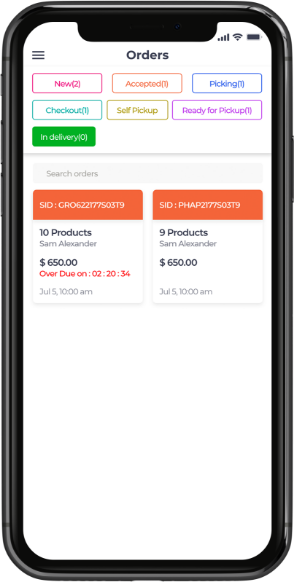 Orders
New(2) Accepted(1) Picking(1)
Checkout(1) Self Pickup Ready for Pickup(1)
In delivery(0)
Search orders
SID : GRO622177S03T9 SID : PHAP2177S03T9
10 Products 9 Products
Sam Alexander Sam Alexander
$ 650.00 $ 650.00
Over Due on : 02 : 20 : 34
Jul 5, 10:00 am Jul 5, 10:00 am